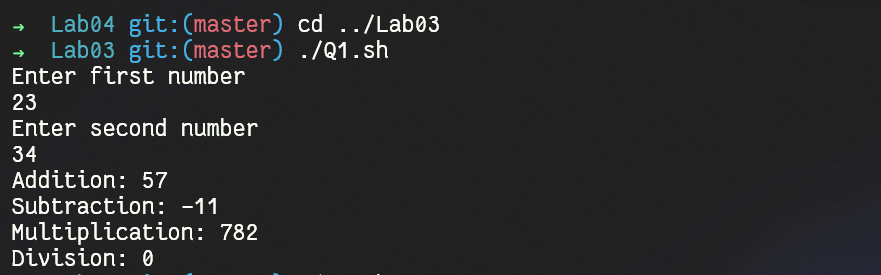 → Lab04 git:(master) cd ../Lab03
→ Lab03 git:(master) ./Q1.sh
Enter first number
23
Enter second number
34
Addition: 57
Subtraction: -11
Multiplication: 782
Division: 0